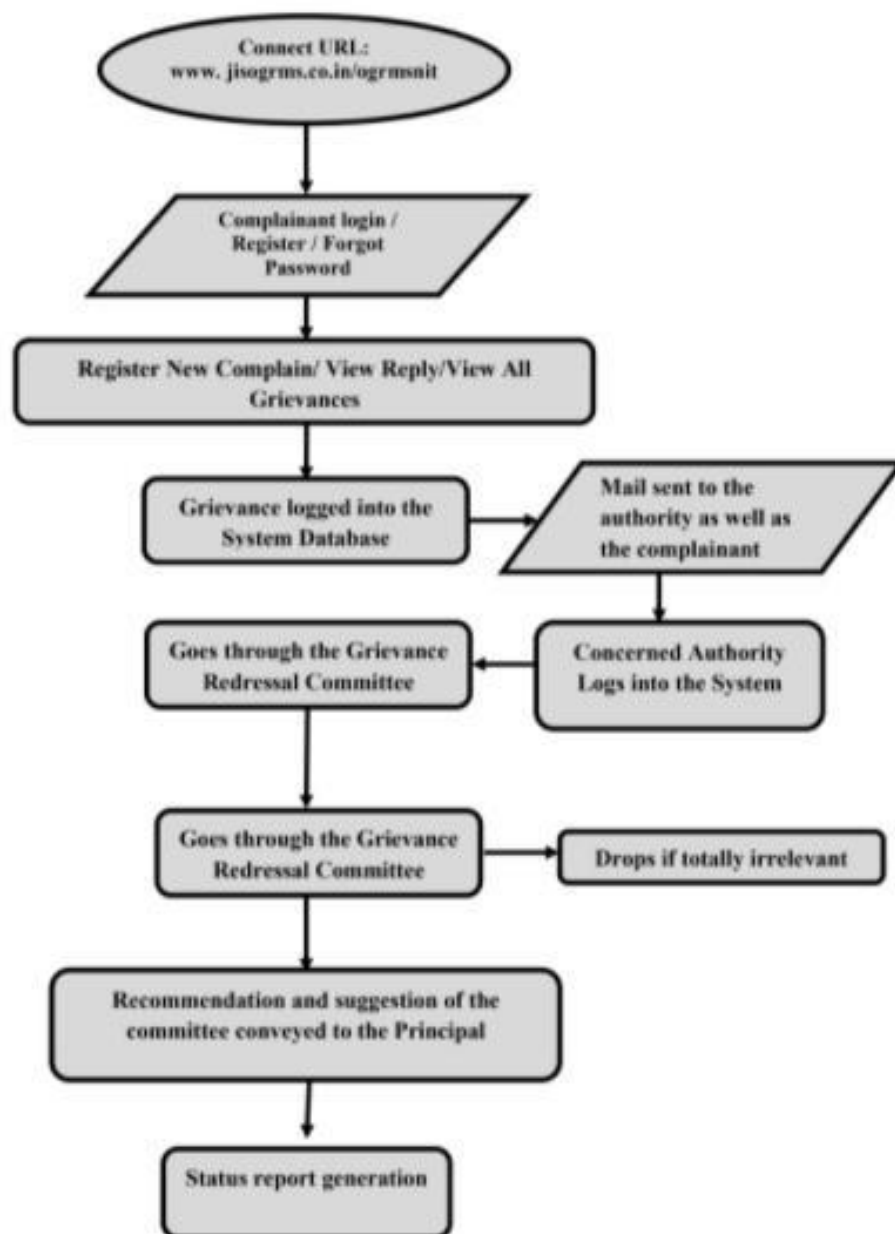 Connect URL:
www. jisogrms.co.in/ogrmsnit
Complainant login /
Register / Forgot
Password
Register New Complain/ View Reply/View All
Grievances
Grievance logged into the
System Database
Mail sent to the
authority as well as
the complainant
Concerned Authority
Logs into the System
Goes through the Grievance
Redressal Committee
Goes through the Grievance
Redressal Committee
Drops if totally irrelevant
Recommendation and suggestion of the
committee conveyed to the Principal
Status report generation